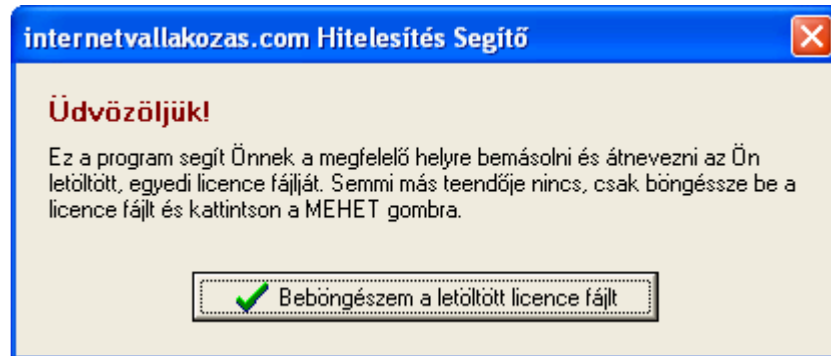 internetvallakozas.com Hitelesítés Segítő
Üdvözöljük!
Ez a program segít Önnek a megfelelő helyre bemásolni és átnevezni az Ön
letöltött, egyedi licence fájlját. Semmi más teendője nincs, csak böngéssze be a
licence fájlt és kattintson a MEHET gombra.
Beböngészem a letöltött licence fájlt